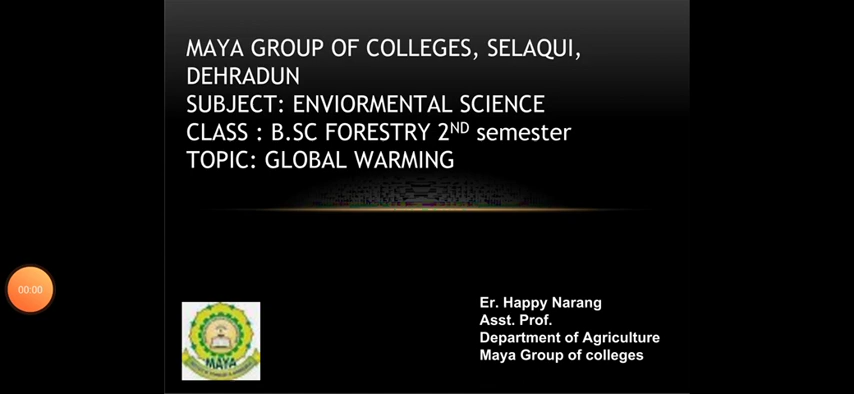 MAYA GROUP OF COLLEGES, SELAQUI,
DEHRADUN
SUBJECT: ENVIORMENTAL SCIENCE
CLASS : B.SC FORESTRY 2ND semester
TOPIC: GLOBAL WARMING
00:00
Er. Happy Narang
Asst. Prof.
Department of Agriculture
Maya Group of colleges
MAYA